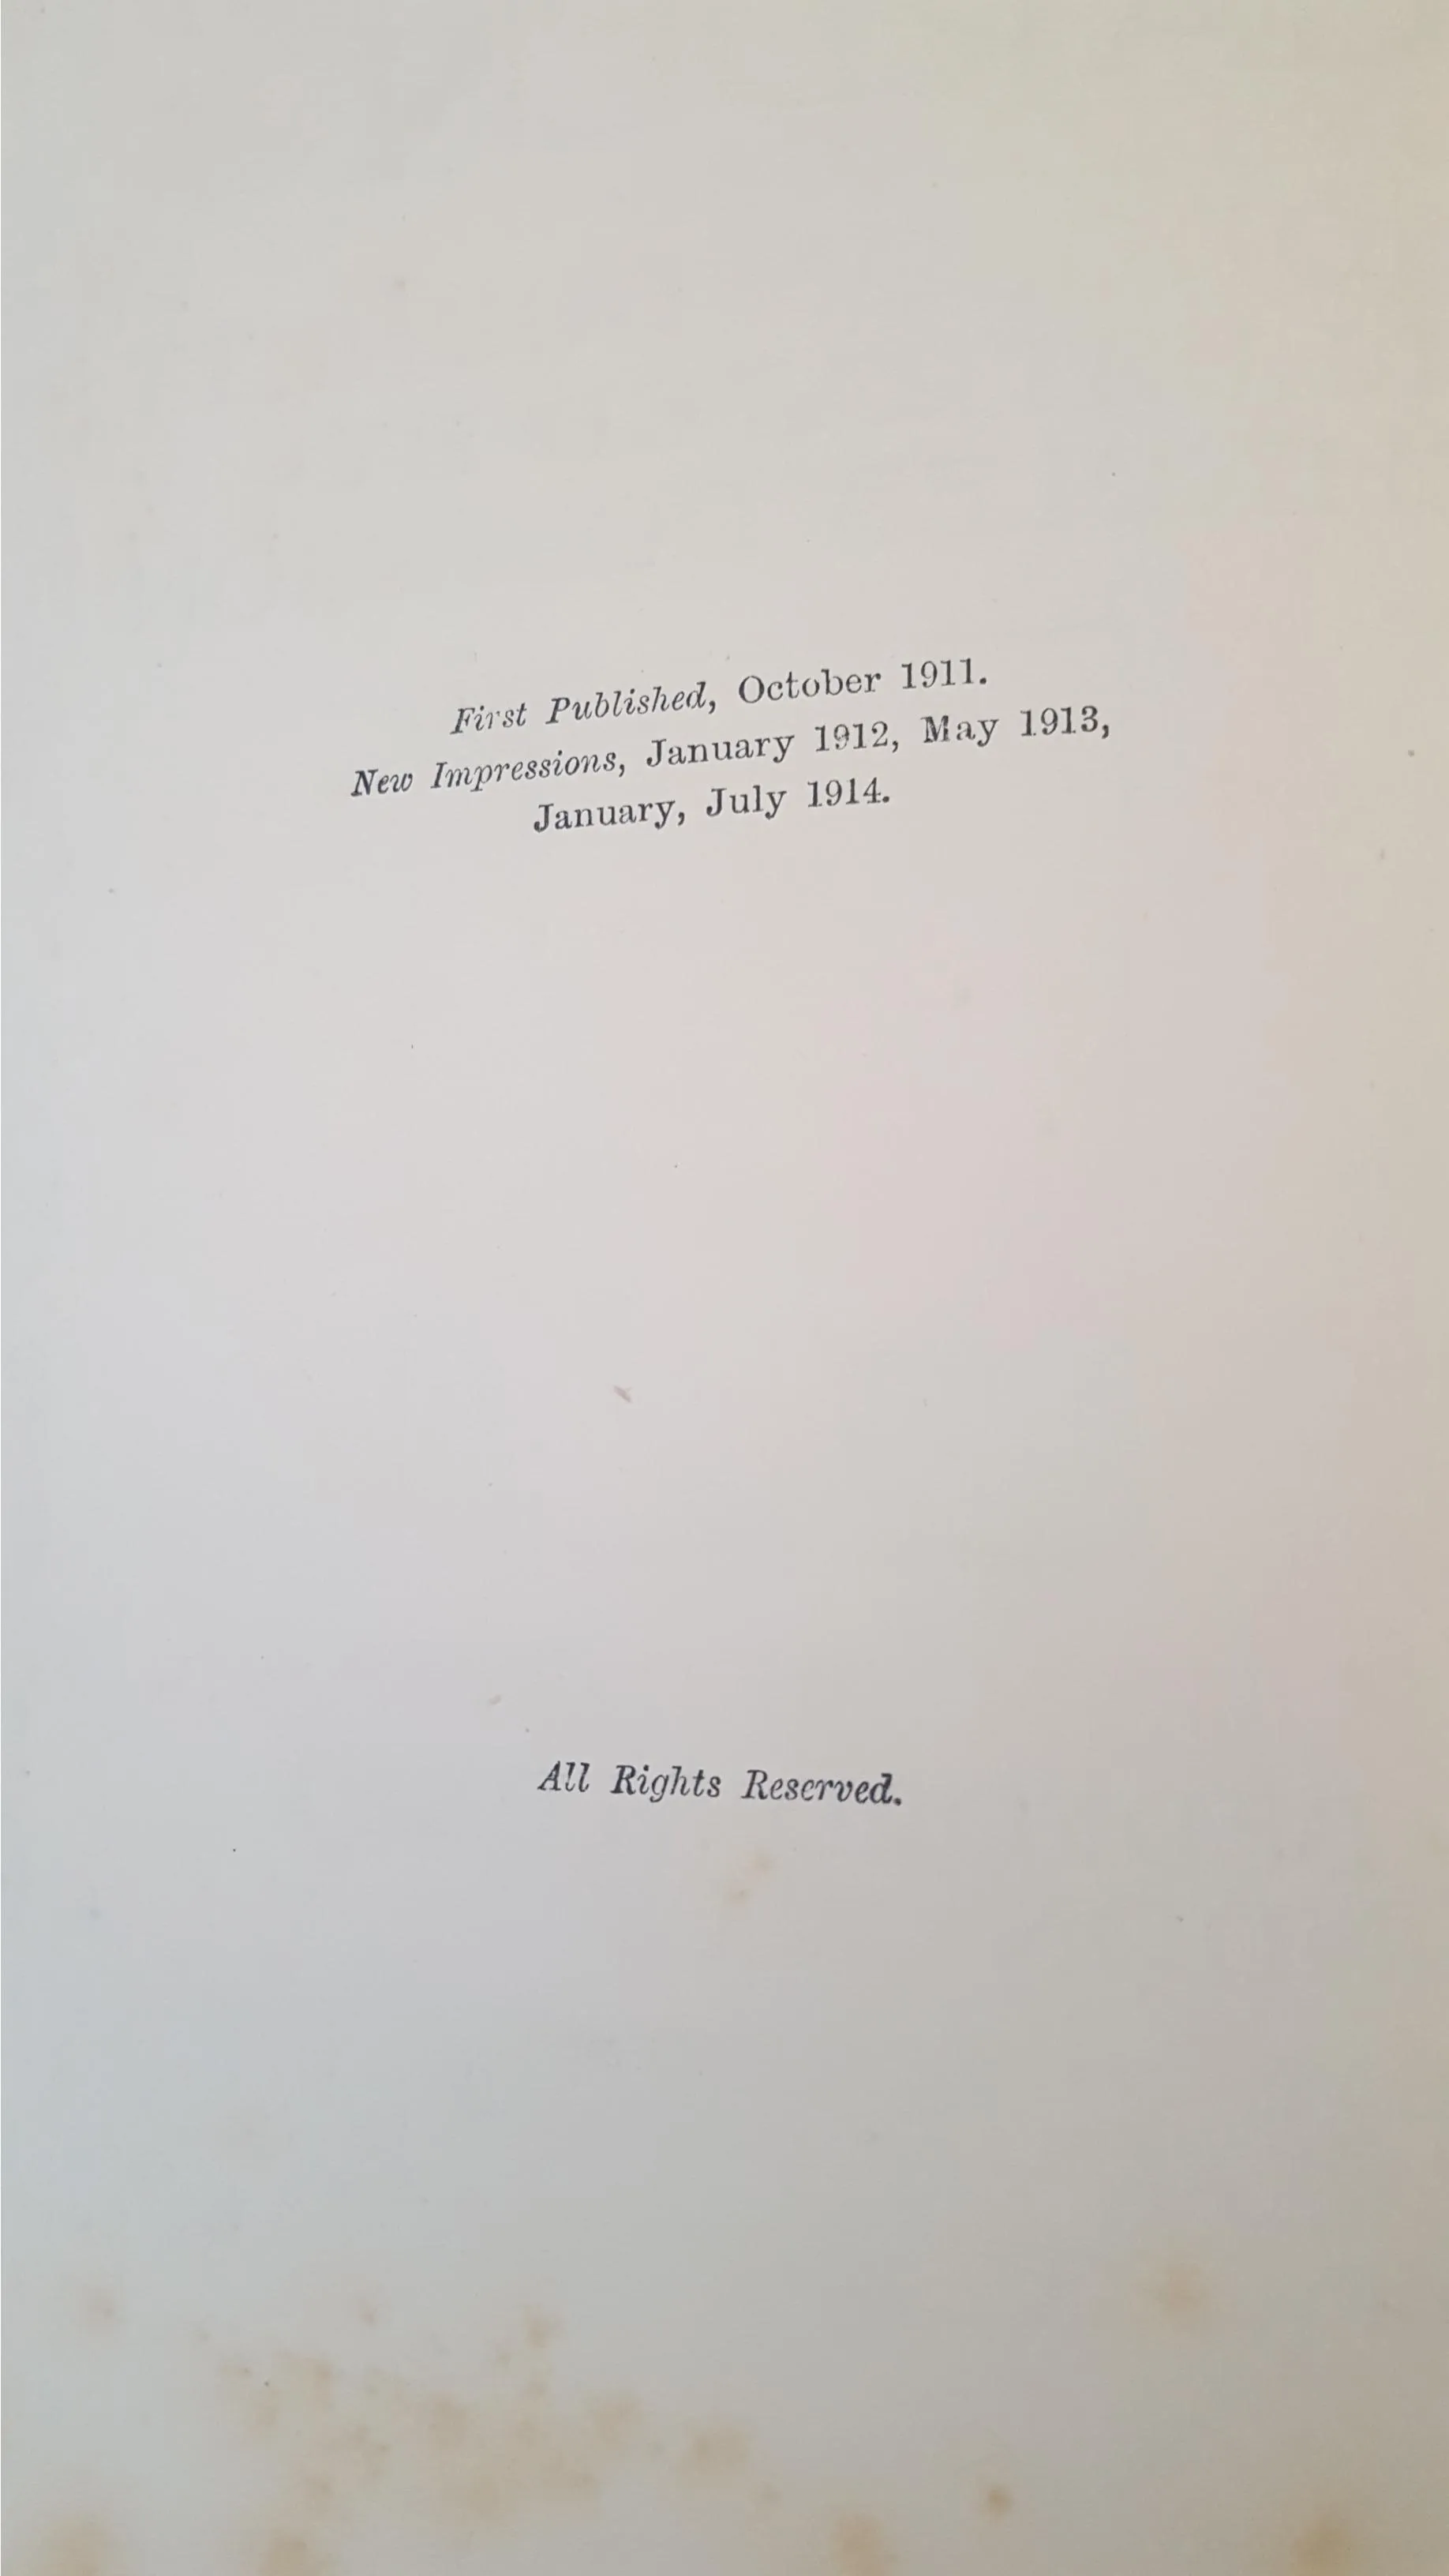 First Published, October 1911.
New Impressions, January 1912, May 1913,
January, July 1914.
All Rights Reserved.